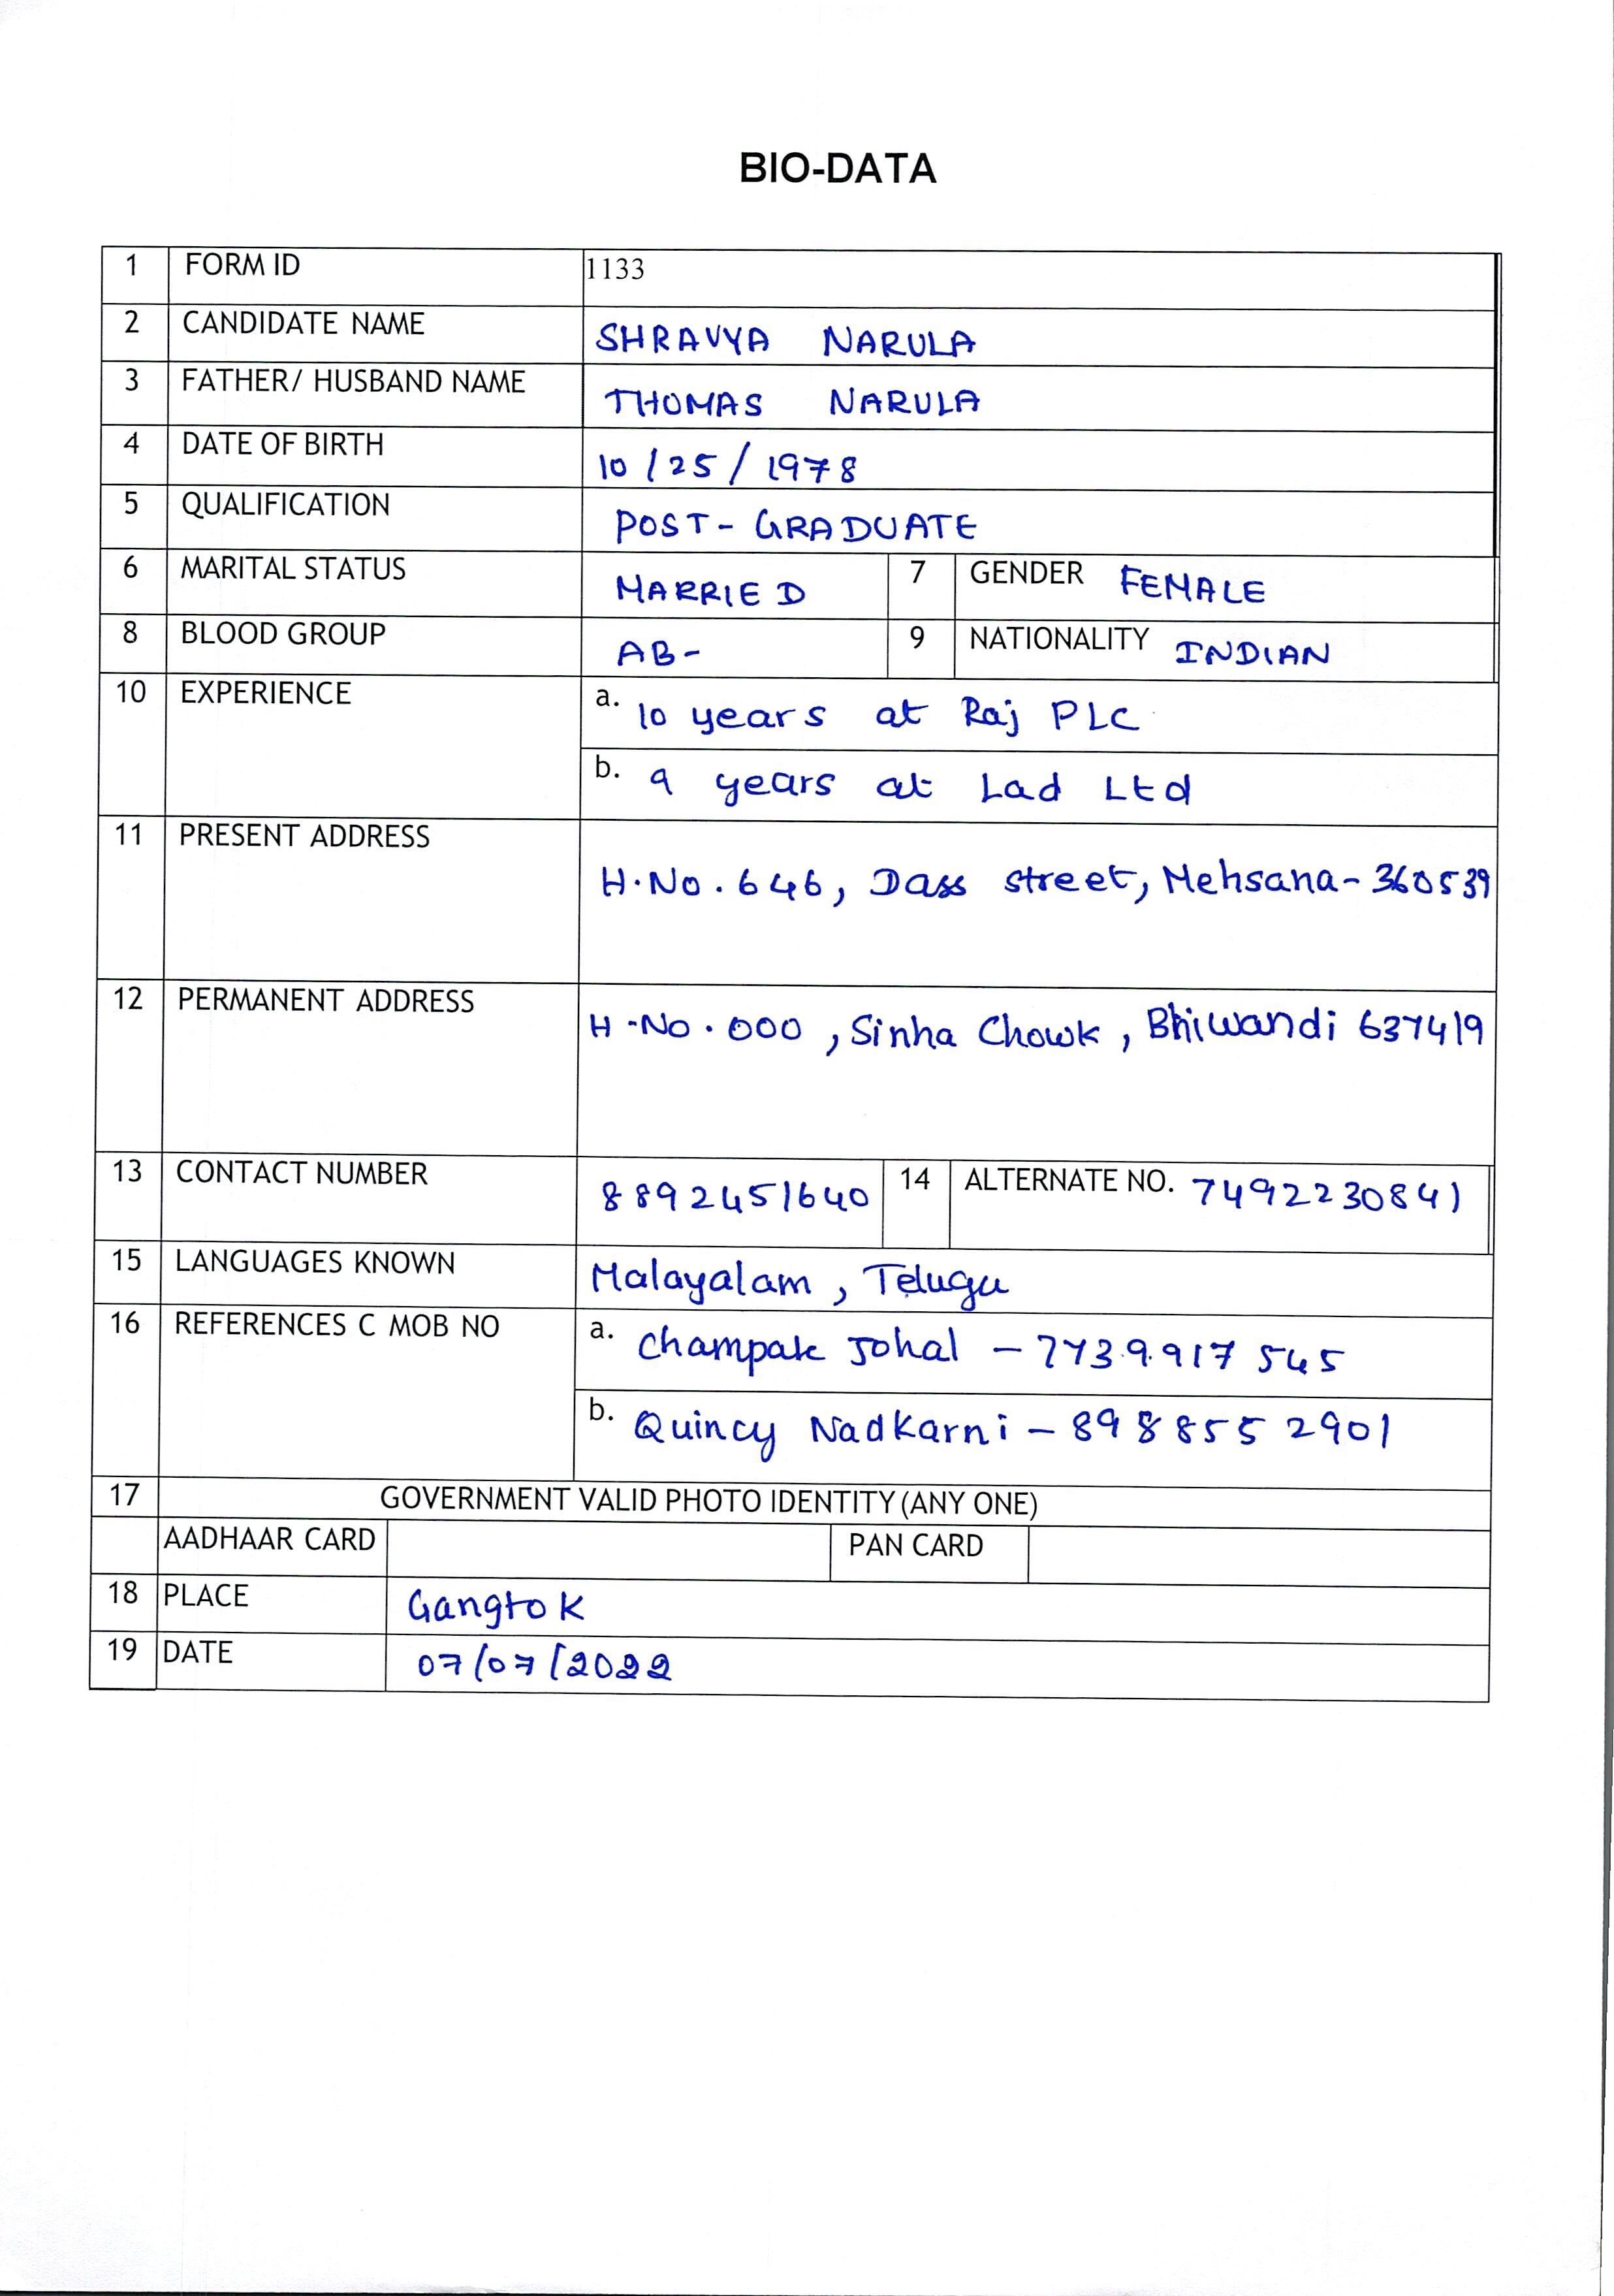 BIO-DATA
1 FORM ID 1133
2 CANDIDATE NAME SHRAVYA NARULA
3 FATHER/ HUSBAND NAME THOMAS NARULA
4 DATE OF BIRTH 10/25/1978
5 QUALIFICATION POST-GRADUATE
6 MARITAL STATUS MARRIED 7 GENDER FEMALE
8 BLOOD GROUP AB- 9 NATIONALITY INDIAN
10 EXPERIENCE a. 10 years at Raj PLC
b. 9 years at Lad Ltd
11 PRESENT ADDRESS
H.No.646, Dass street, Mehsana-360539
12 PERMANENT ADDRESS H.No.000, Sinha Chowk, Bhiwandi 637419
13 CONTACT NUMBER 8892451640 14 ALTERNATE NO. 7492230841
15 LANGUAGES KNOWN Malayalam, Telugu
16 REFERENCES C MOB NO a. Champak Johal - 7739917545
b. Quincy Nadkarni - 8988552901
17 GOVERNMENT VALID PHOTO IDENTITY (ANY ONE)
AADHAAR CARD PAN CARD
18 PLACE Gangtok
19 DATE 07/07/2022